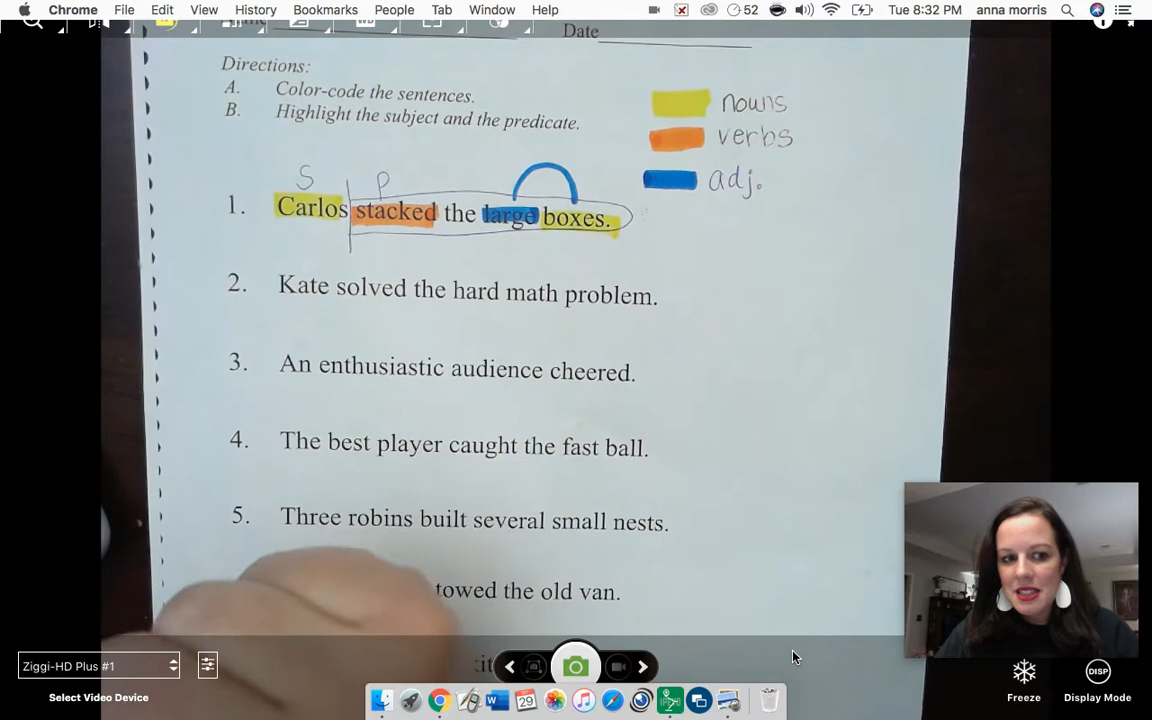 Chrome File Edit View History Bookmarks People Tab Window Help 52 Tue 8:32 PM anna morris
Date
Directions:
A. Color-code the sentences.
B. Highlight the subject and the predicate.
nouns
verbs
adj.
S P
1. Carlos stacked the large boxes.
2. Kate solved the hard math problem.
3. An enthusiastic audience cheered.
4. The best player caught the fast ball.
5. Three robins built several small nests.
towed the old van.
Ziggi-HD Plus #1
Select Video Device
29
DISP
Freeze
Display Mode